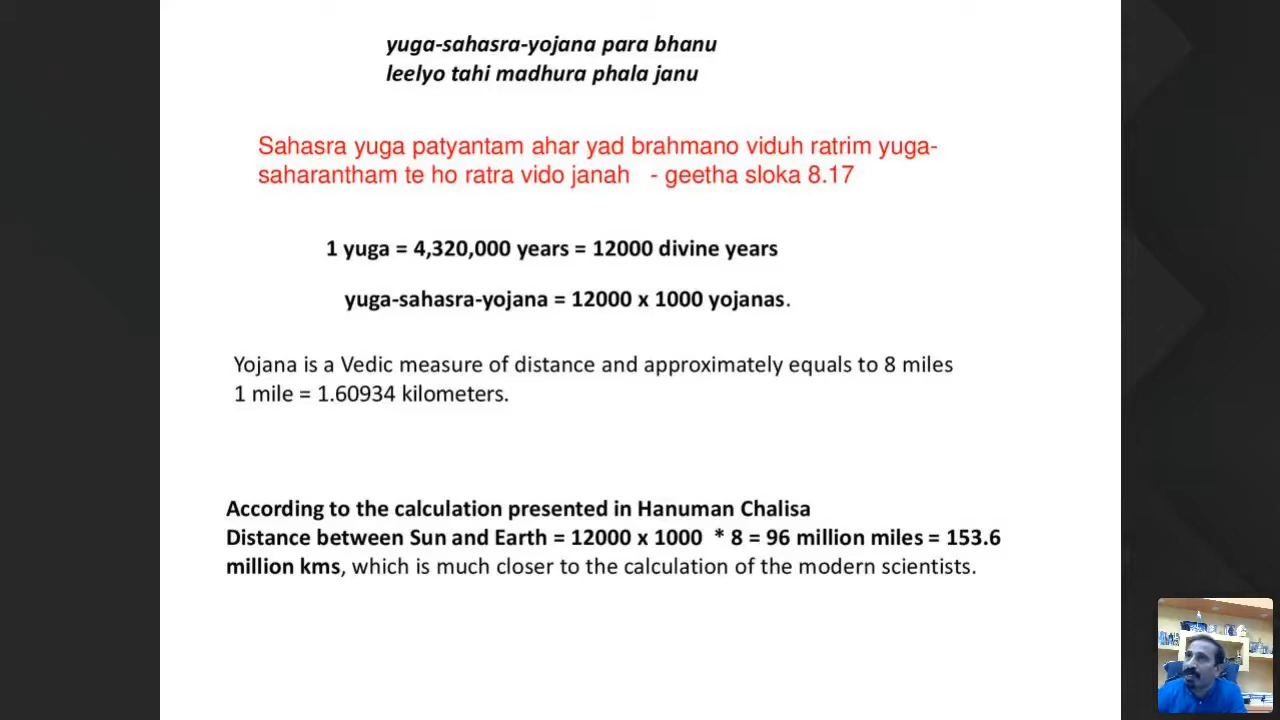 yuga-sahasra-yojana para bhanu
leelyo tahi madhura phala janu
Sahasra yuga patyantam ahar yad brahmano viduh ratrim yuga-
saharantham te ho ratra vido janah - geetha sloka 8.17
1 yuga = 4,320,000 years = 12000 divine years
yuga-sahasra-yojana = 12000 x 1000 yojanas.
Yojana is a Vedic measure of distance and approximately equals to 8 miles
1 mile = 1.60934 kilometers.
According to the calculation presented in Hanuman Chalisa
Distance between Sun and Earth = 12000 x 1000 * 8 = 96 million miles = 153.6
million kms, which is much closer to the calculation of the modern scientists.